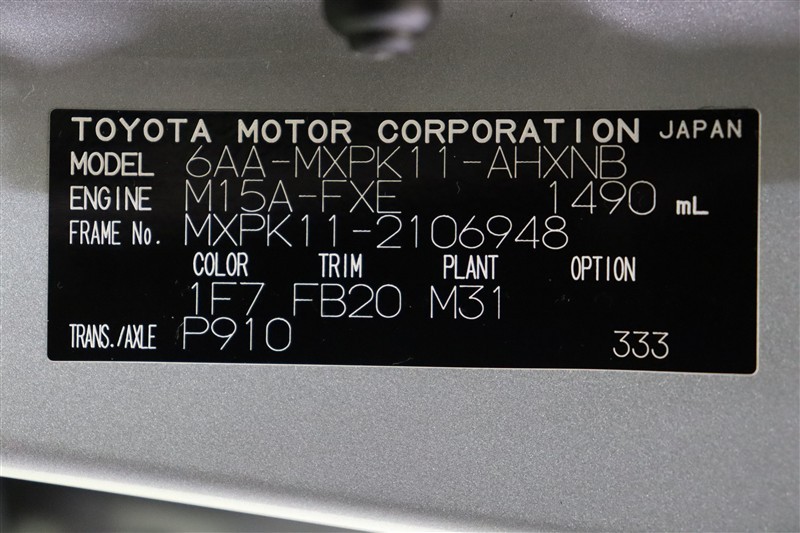 TOYOTA MOTOR CORPORATION JAPAN
MODEL 6AA-MXPK11-AHXNB
ENGINE M15A-FXE 1490 mL
FRAME No. MXPK11-2106948
COLOR TRIM PLANT OPTION
1F7 FB20 M31
TRANS./AXLE P910 333